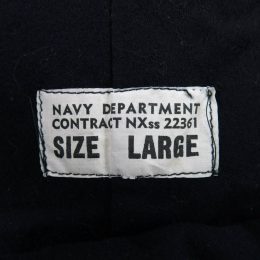 NAVY DEPARTMENT
CONTRACT NXss 22361
SIZE LARGE